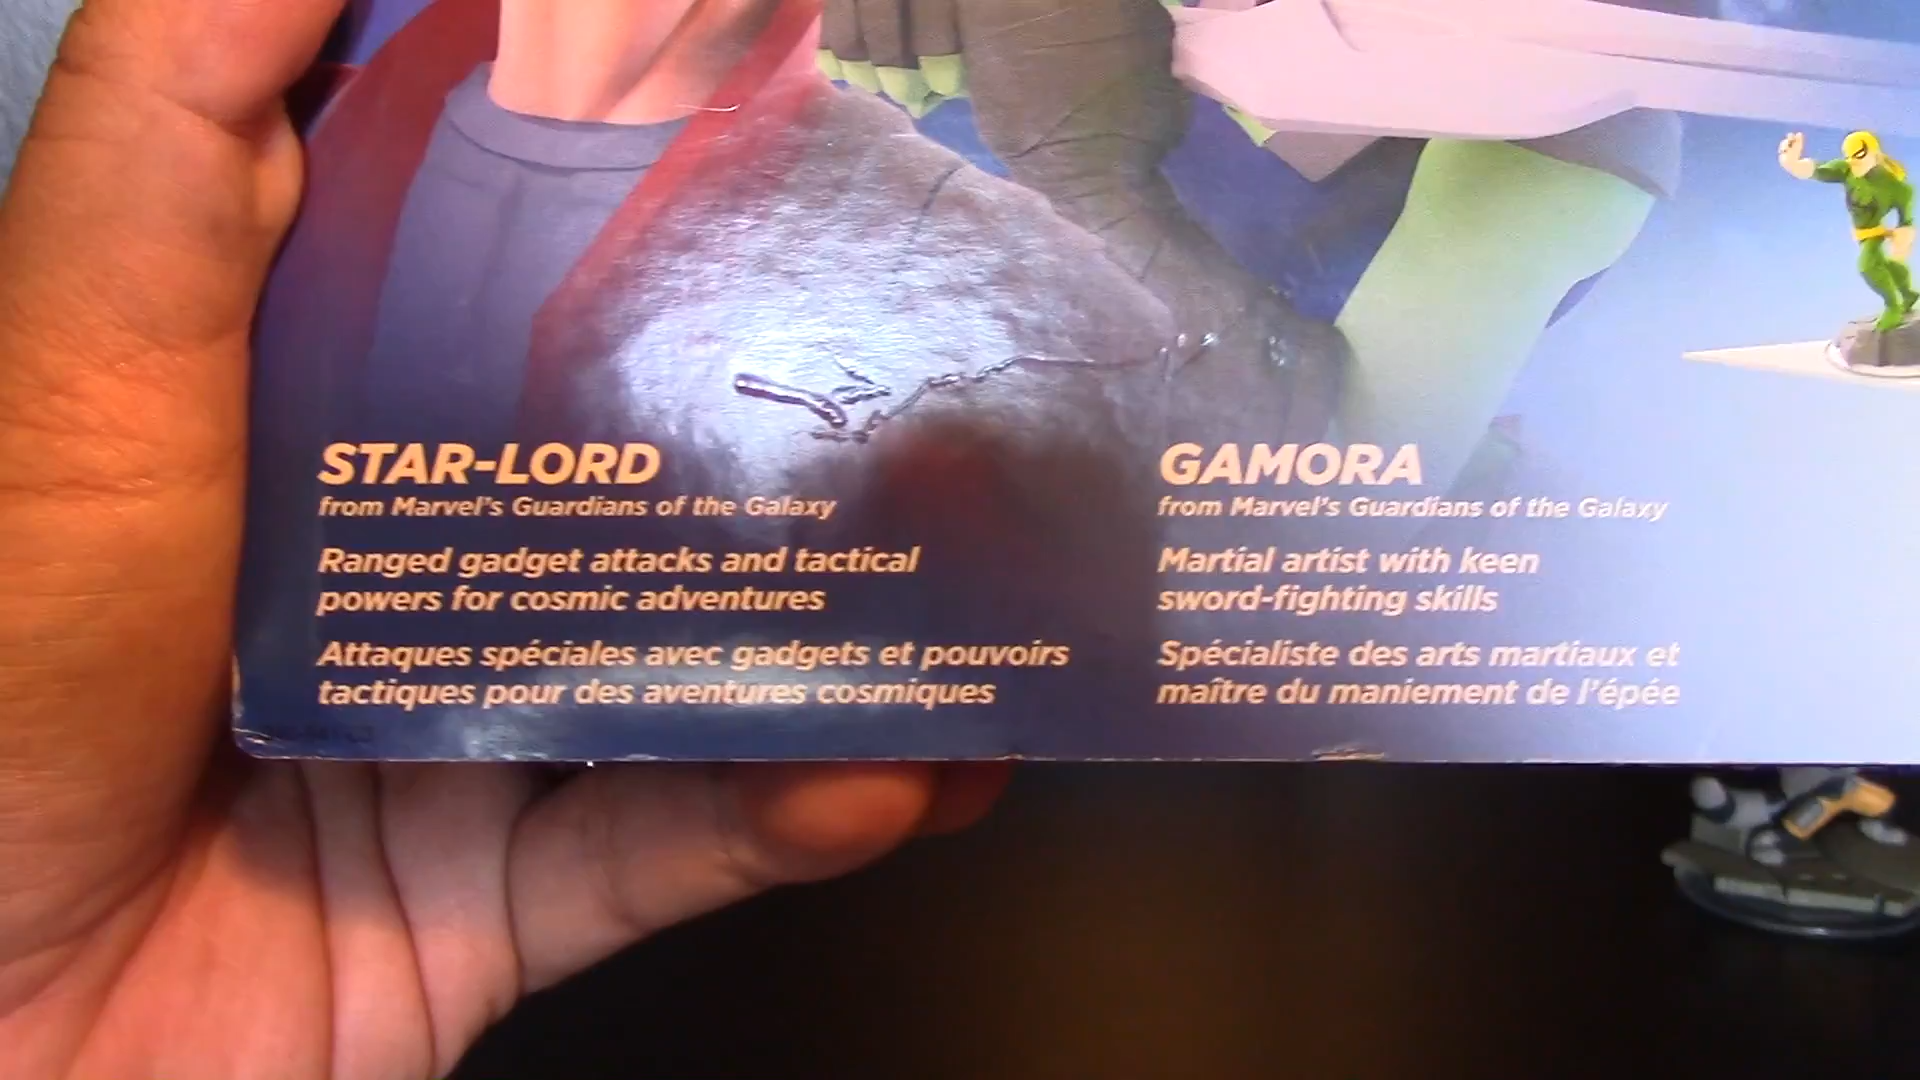 STAR-LORD
from Marvel's Guardians of the Galaxy
Ranged gadget attacks and tactical
powers for cosmic adventures
Attaques spéciales avec gadgets et pouvoirs
tactiques pour des aventures cosmiques
GAMORA
from Marvel's Guardians of the Galaxy
Martial artist with keen
sword-fighting skills
Spécialiste des arts martiaux et
maître du maniement de l'épée